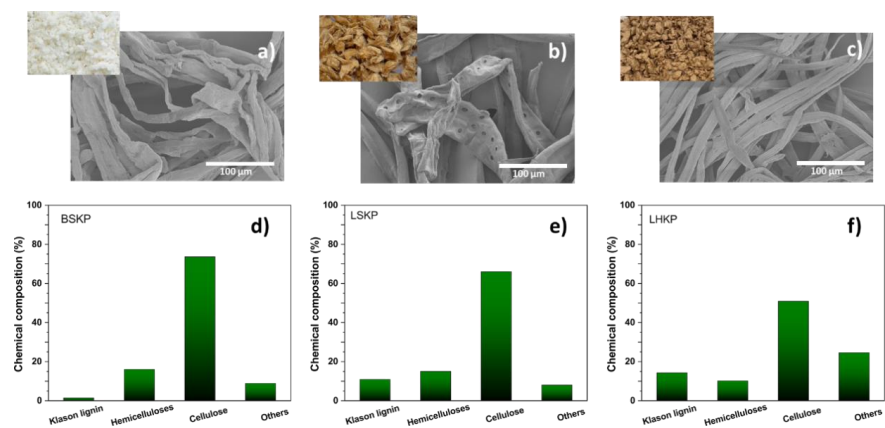 a)
100 µm
b)
100 µm
c)
100 µm
Chemical composition (%)
100
80
60
40
20
0
BSKP
d)
Klason lignin
Hemicelluloses
Cellulose
Others
Chemical composition (%)
100
80
60
40
20
0
LSKP
e)
Klason lignin
Hemicelluloses
Cellulose
Others
Chemical composition (%)
100
80
60
40
20
0
LHKP
f)
Klason lignin
Hemicelluloses
Cellulose
Others